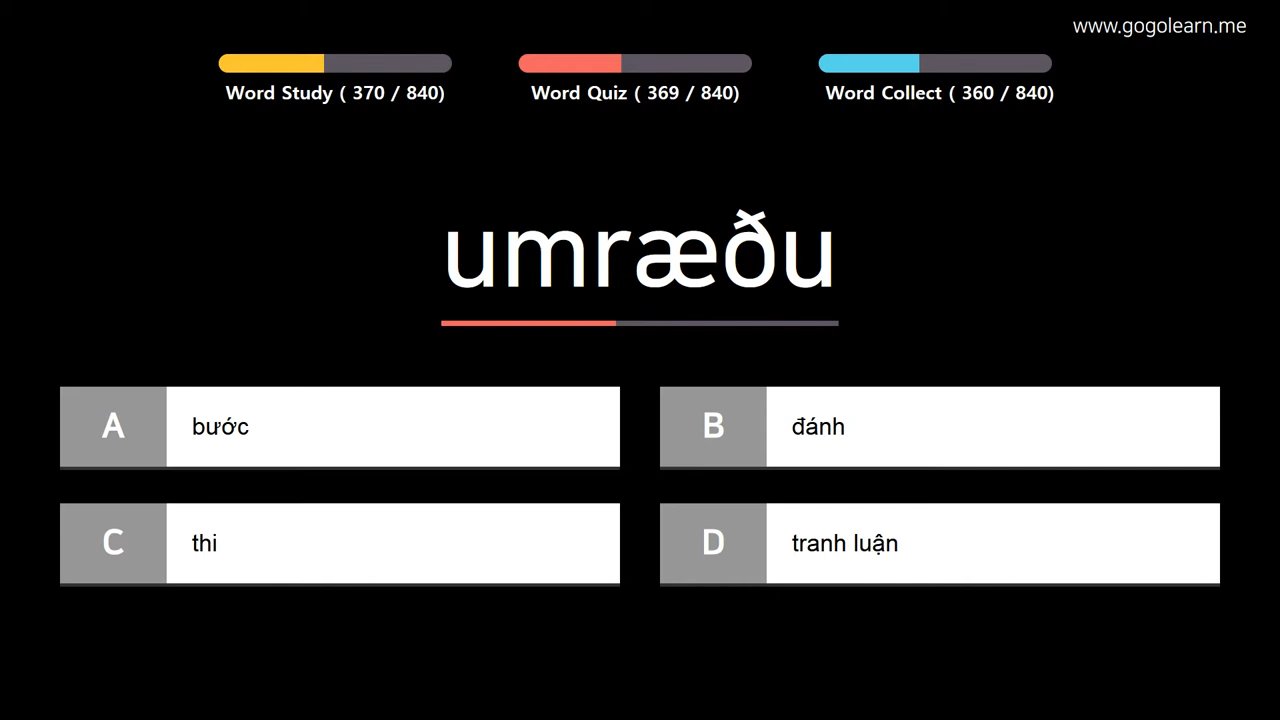 www.gogolearn.me
Word Study ( 370 / 840)
Word Quiz ( 369 / 840)
Word Collect ( 360 / 840)
umræðu
A bước
B đánh
C thi
D tranh luận